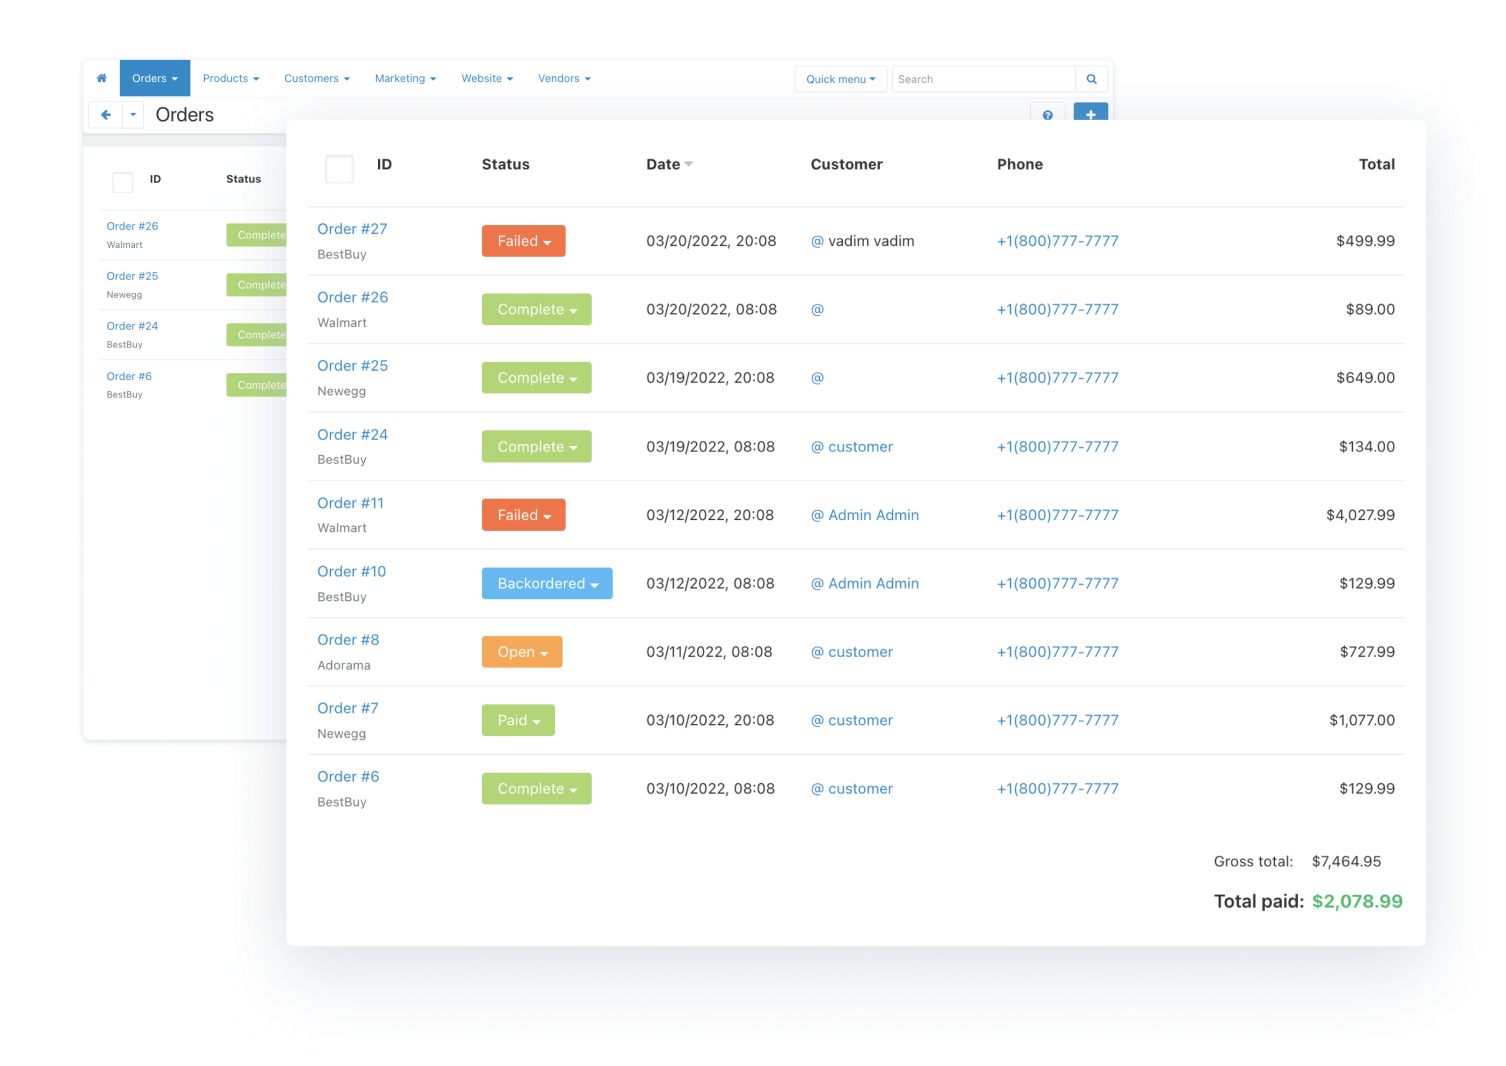 Orders Products Customers Marketing Website Vendors Quick menu Search
Orders
ID Status
Order #26
Walmart
Complete
Order #25
Newegg
Complete
Order #24
BestBuy
Complete
Order #6
BestBuy
Complete
ID Status Date Customer Phone Total
Order #27
BestBuy
Failed 03/20/2022, 20:08 @ vadim vadim +1(800)777-7777 $499.99
Order #26
Walmart
Complete 03/20/2022, 08:08 @ +1(800)777-7777 $89.00
Order #25
Newegg
Complete 03/19/2022, 20:08 @ +1(800)777-7777 $649.00
Order #24
BestBuy
Complete 03/19/2022, 08:08 @ customer +1(800)777-7777 $134.00
Order #11
Walmart
Failed 03/12/2022, 20:08 @ Admin Admin +1(800)777-7777 $4,027.99
Order #10
BestBuy
Backordered 03/12/2022, 08:08 @ Admin Admin +1(800)777-7777 $129.99
Order #8
Adorama
Open 03/11/2022, 08:08 @ customer +1(800)777-7777 $727.99
Order #7
Newegg
Paid 03/10/2022, 20:08 @ customer +1(800)777-7777 $1,077.00
Order #6
BestBuy
Complete 03/10/2022, 08:08 @ customer +1(800)777-7777 $129.99
Gross total: $7,464.95
Total paid: $2,078.99